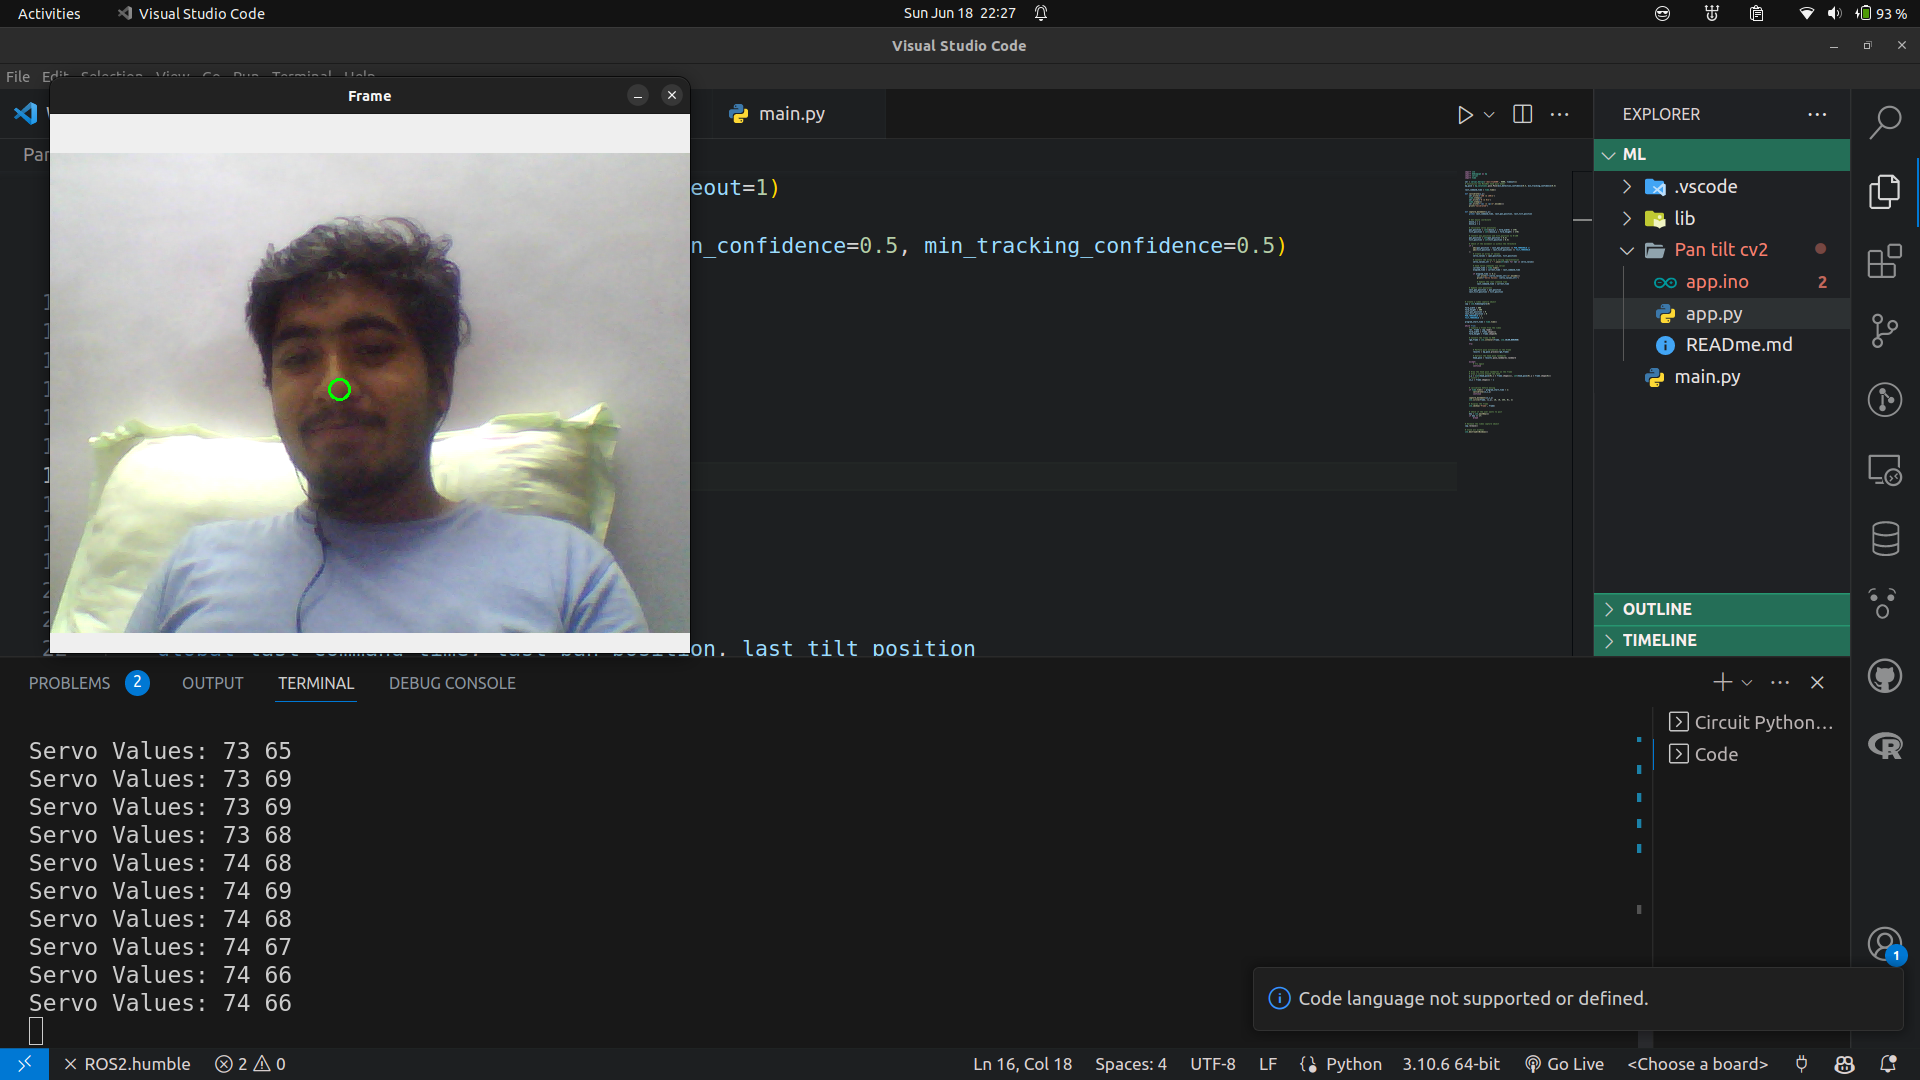 Activities
Visual Studio Code
Sun Jun 18 22:27
93 %
Visual Studio Code
File Edit Selection View Go Run Terminal Help
Frame
main.py
EXPLORER
Par
ML
.vscode
lib
Pan tilt cv2
app.ino 2
app.py
READme.md
main.py
OUTLINE
TIMELINE
eout=1)
n_confidence=0.5, min_tracking_confidence=0.5)
global last_command_time, last_pan_position, last_tilt_position
PROBLEMS 2 OUTPUT TERMINAL DEBUG CONSOLE
Circuit Python...
Code
Servo Values: 73 65
Servo Values: 73 69
Servo Values: 73 69
Servo Values: 73 68
Servo Values: 74 68
Servo Values: 74 69
Servo Values: 74 68
Servo Values: 74 67
Servo Values: 74 66
Servo Values: 74 66
1
Code language not supported or defined.
ROS2.humble 2 0 Ln 16, Col 18 Spaces: 4 UTF-8 LF Python 3.10.6 64-bit Go Live <Choose a board>